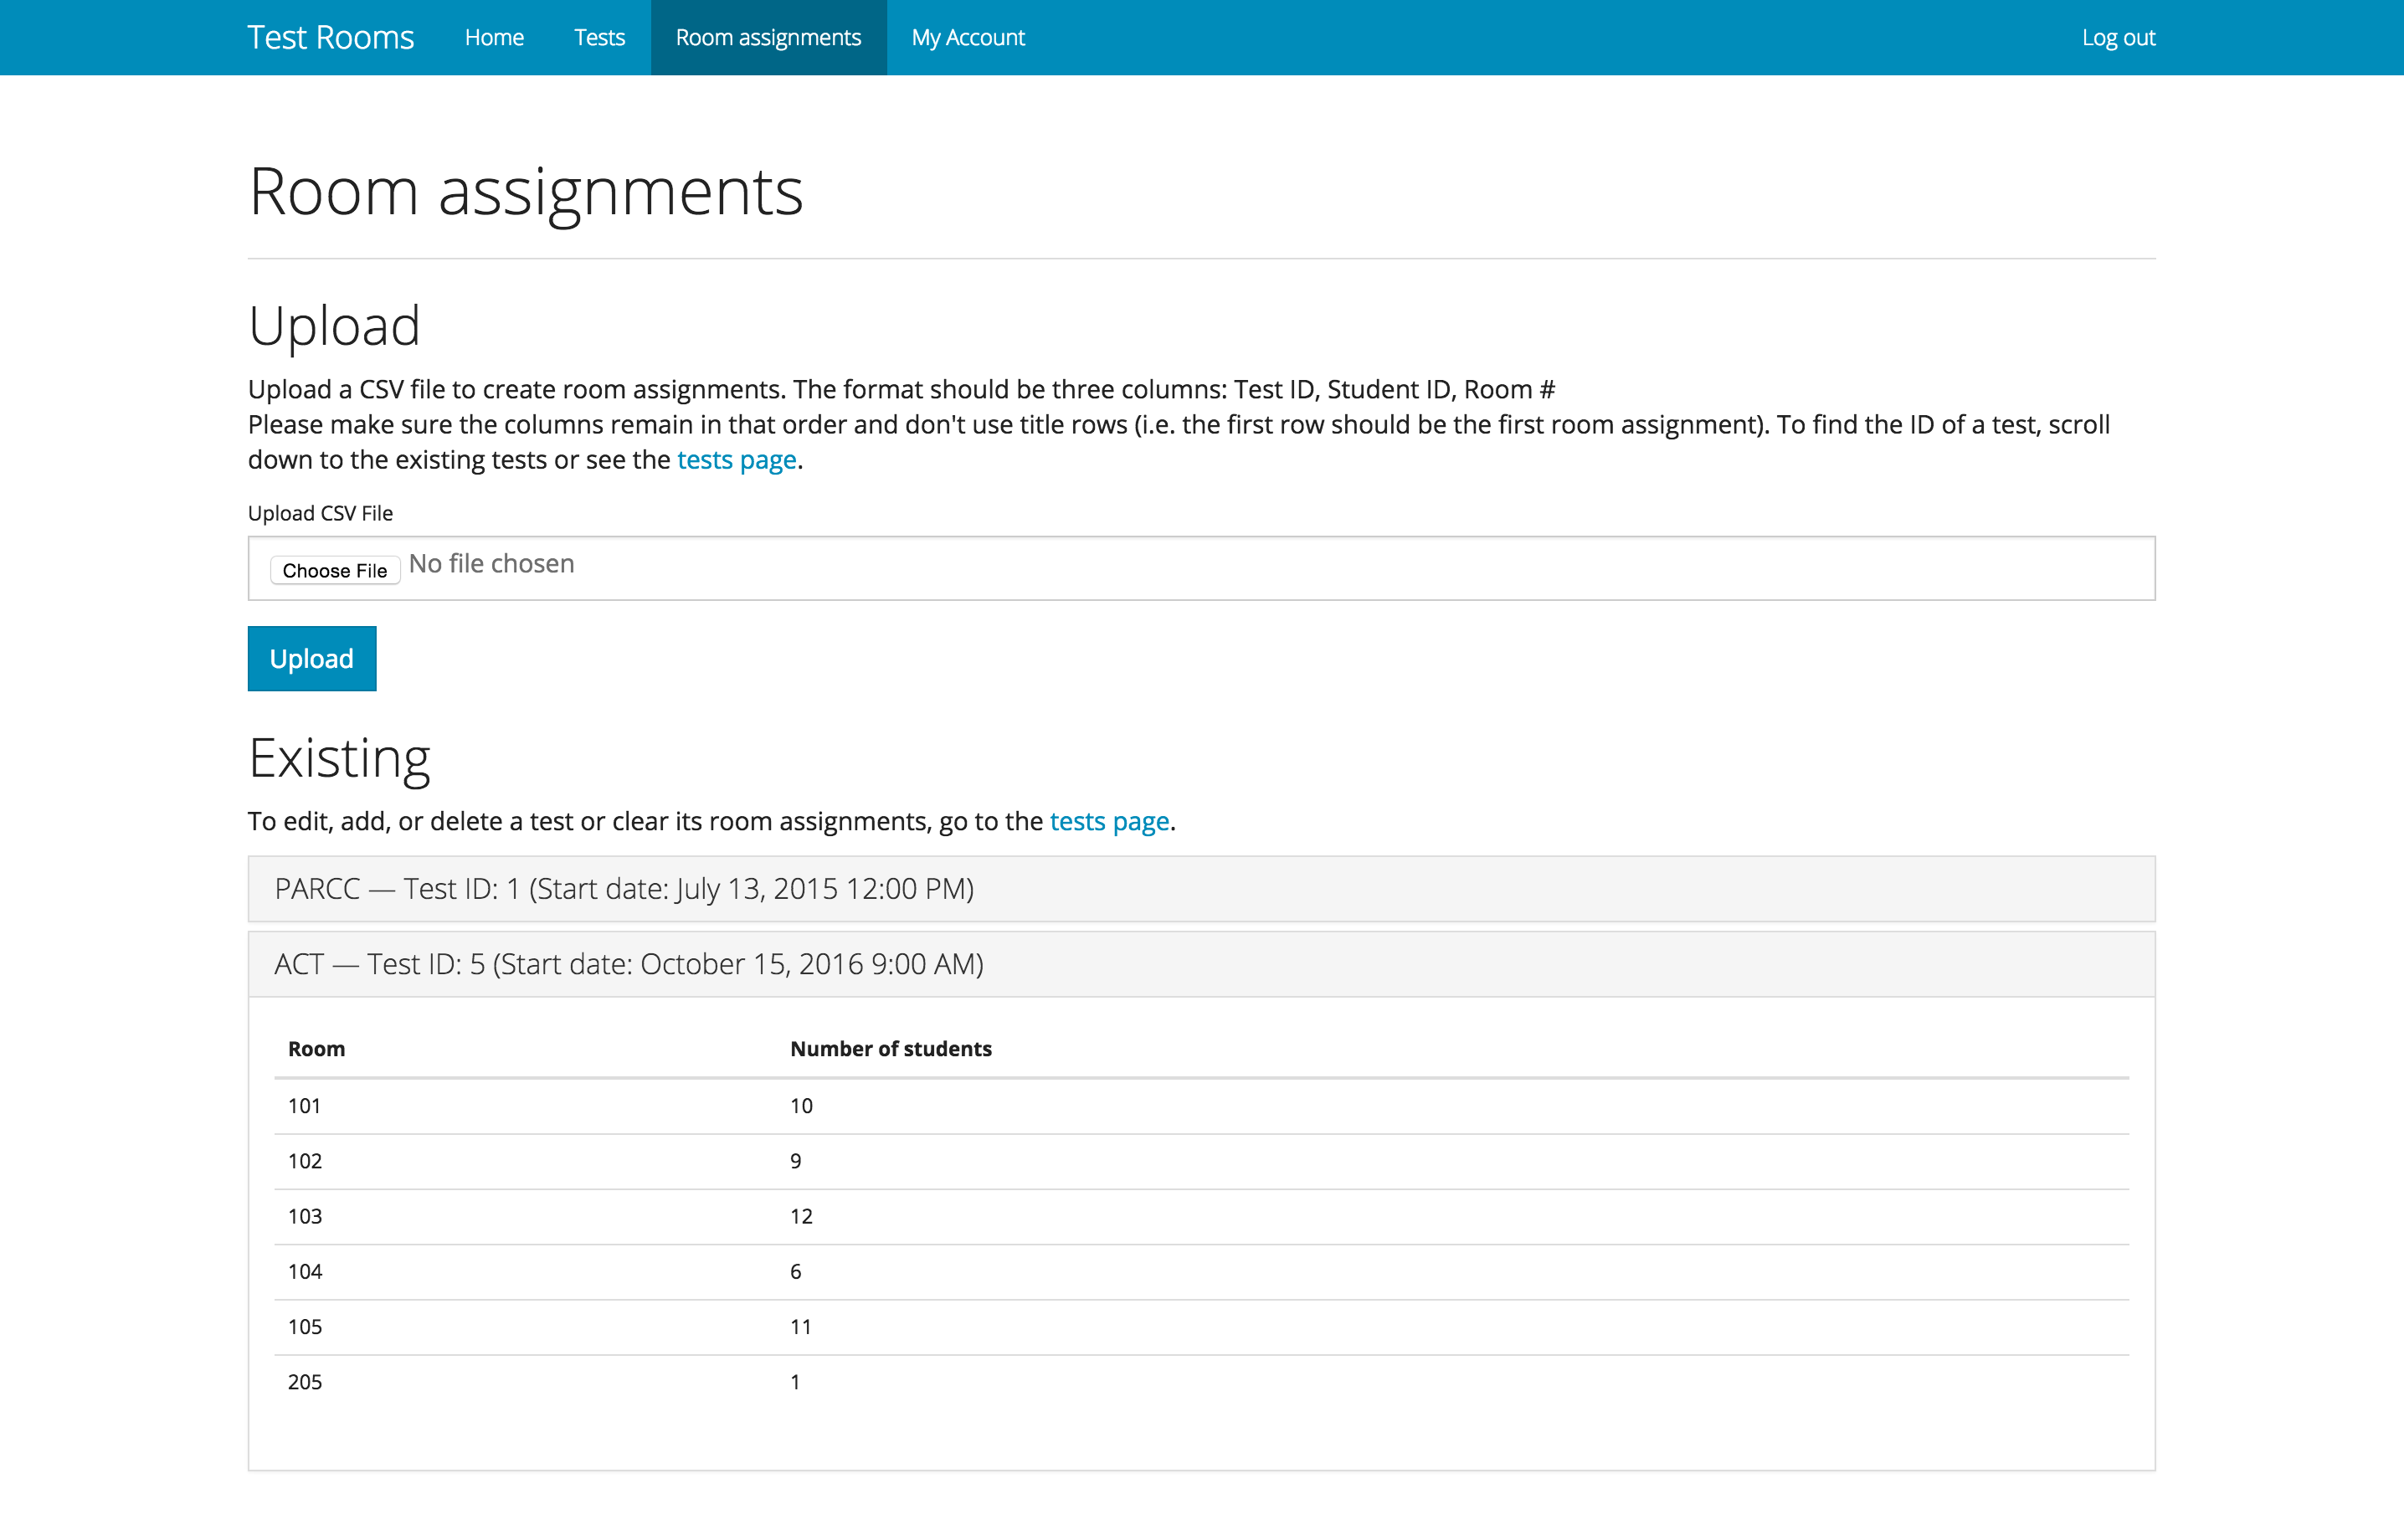 Test Rooms Home Tests Room assignments My Account Log out
Room assignments
Upload
Upload a CSV file to create room assignments. The format should be three columns: Test ID, Student ID, Room #
Please make sure the columns remain in that order and don't use title rows (i.e. the first row should be the first room assignment). To find the ID of a test, scroll
down to the existing tests or see the tests page.
Upload CSV File
Choose File No file chosen
Upload
Existing
To edit, add, or delete a test or clear its room assignments, go to the tests page.
PARCC — Test ID: 1 (Start date: July 13, 2015 12:00 PM)
ACT — Test ID: 5 (Start date: October 15, 2016 9:00 AM)
Room Number of students
101 10
102 9
103 12
104 6
105 11
205 1